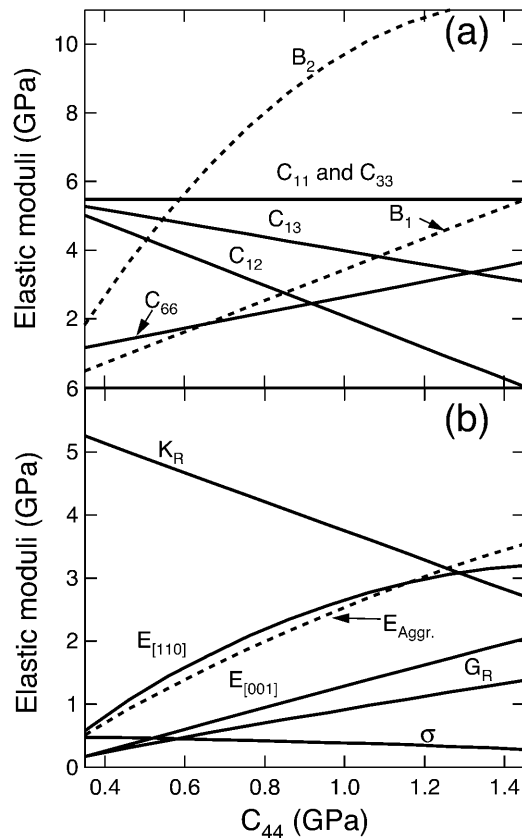 (a)
10
8
6
4
2
6
Elastic moduli (GPa)
B2
C11 and C33
C13
B1
C12
C66
(b)
5
4
3
2
1
0
Elastic moduli (GPa)
KR
E[110]
EAggr.
E[001]
GR
σ
0.4 0.6 0.8 1.0 1.2 1.4
C44 (GPa)